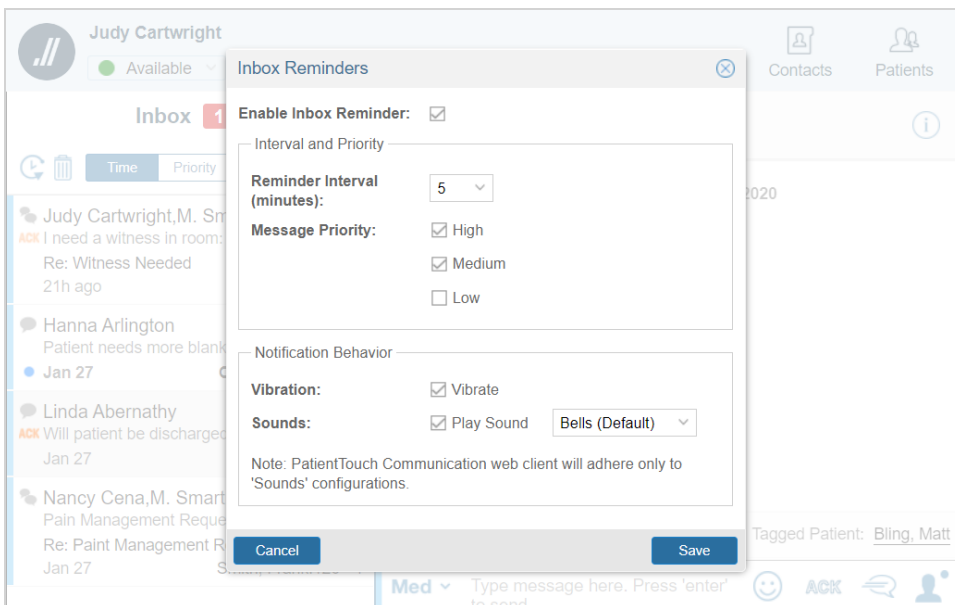 Judy Cartwright
Available
Contacts
Patients
Inbox 1
Time
Priority
2020
Judy Cartwright,M. Sm
ACK I need a witness in room:
Re: Witness Needed
21h ago
Hanna Arlington
Patient needs more blank
Jan 27
Linda Abernathy
ACK Will patient be discharged
Jan 27
Nancy Cena,M. Smart
Pain Management Reque
Re: Paint Management R
Jan 27
Inbox Reminders
Enable Inbox Reminder:
Interval and Priority
Reminder Interval
(minutes):
5
Message Priority:
High
Medium
Low
Notification Behavior
Vibration:
Vibrate
Sounds:
Play Sound
Bells (Default)
Note: PatientTouch Communication web client will adhere only to
'Sounds' configurations.
Cancel
Save
Tagged Patient: Bling, Matt
Med
Type message here. Press 'enter'
to send
ACK